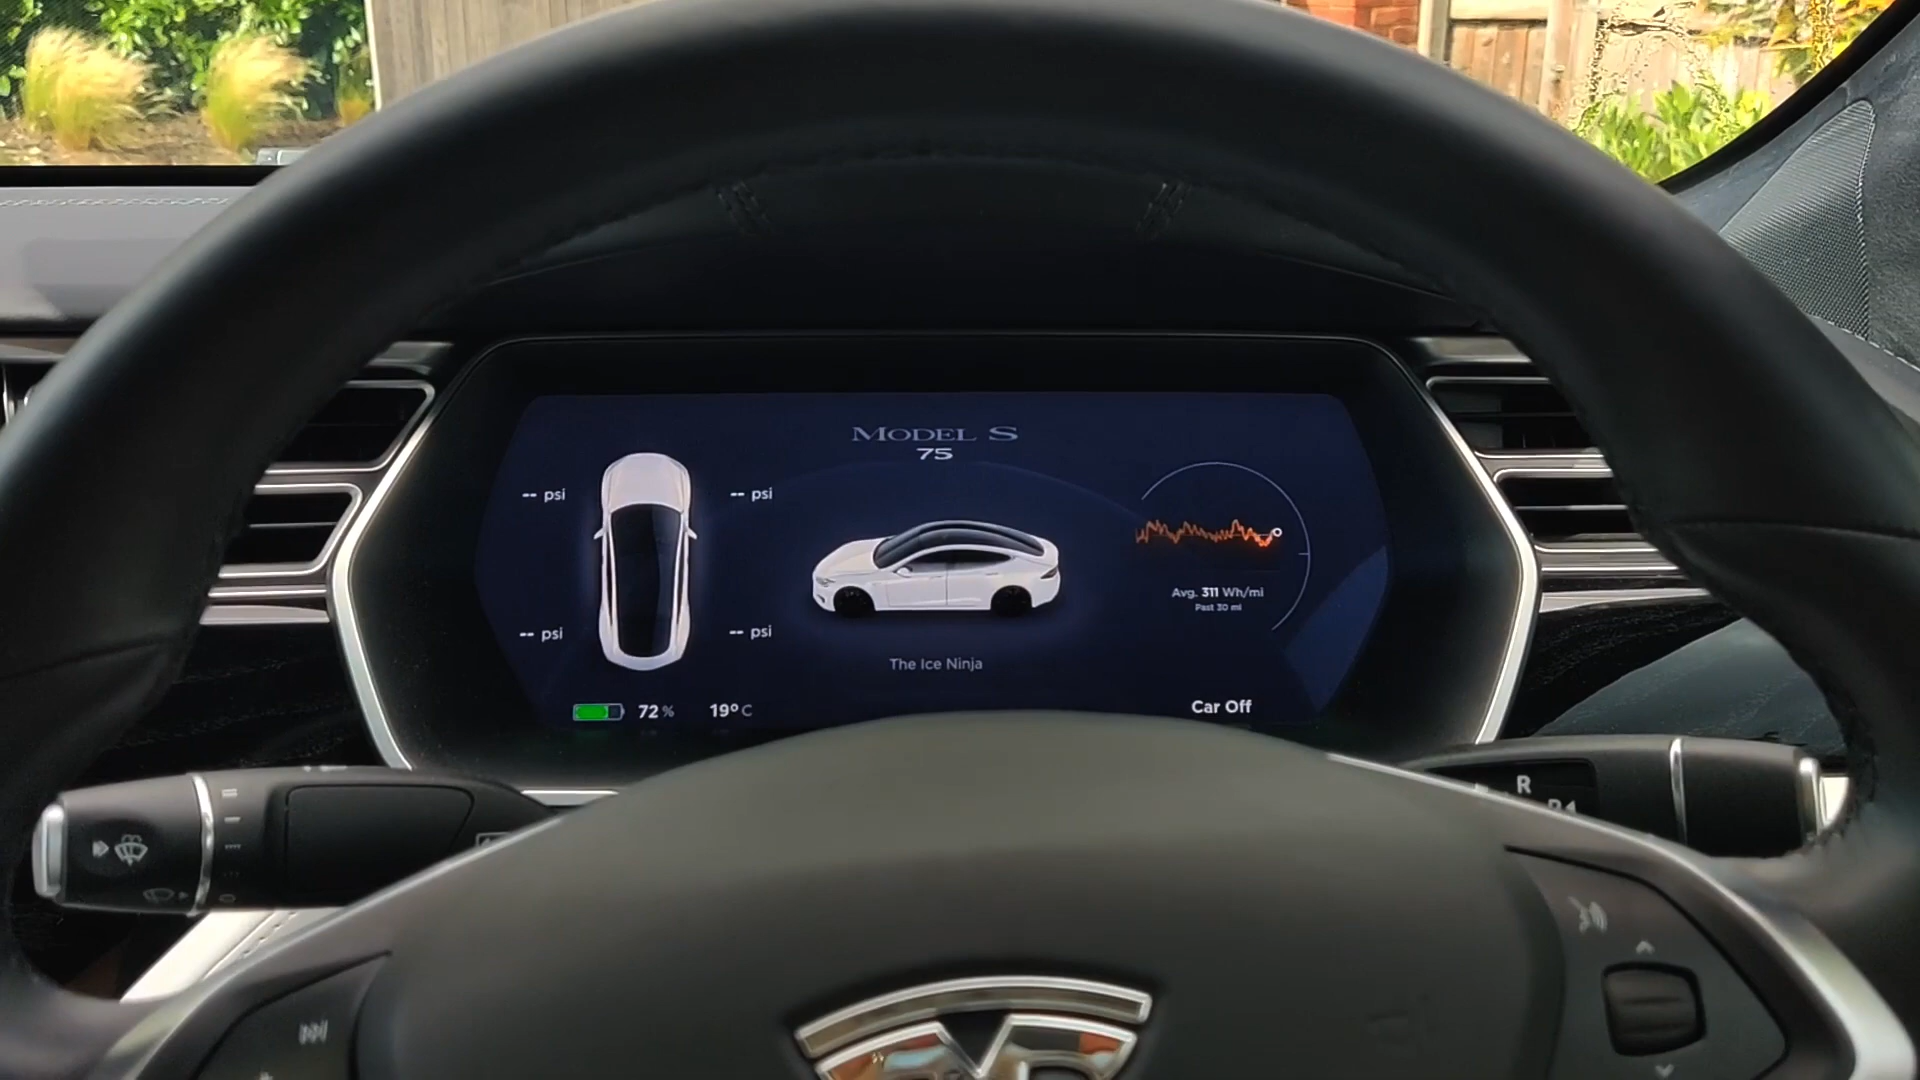 MODEL S
75
-- psi
-- psi
-- psi
-- psi
Avg. 311 Wh/mi
Past 30 mi
The Ice Ninja
72 %
19° C
Car Off
R